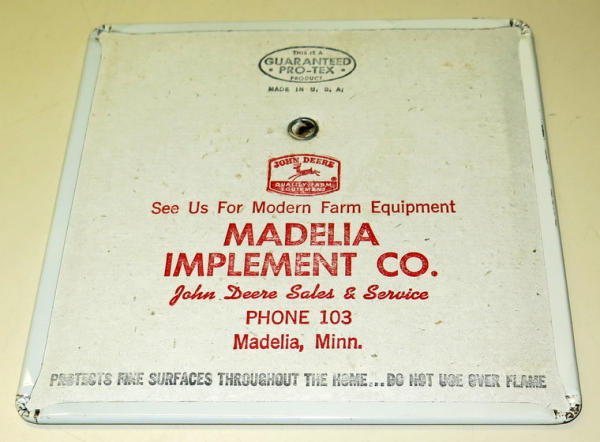 THIS IS A
GUARANTEED
• PRO-TEX •
PRODUCT
MADE IN U. S. A.
JOHN DEERE
QUALITY FARM
EQUIPMENT
See Us For Modern Farm Equipment
MADELIA
IMPLEMENT CO.
John Deere Sales & Service
PHONE 103
Madelia, Minn.
PROTECTS FINE SURFACES THROUGHOUT THE HOME...DO NOT USE OVER FLAME